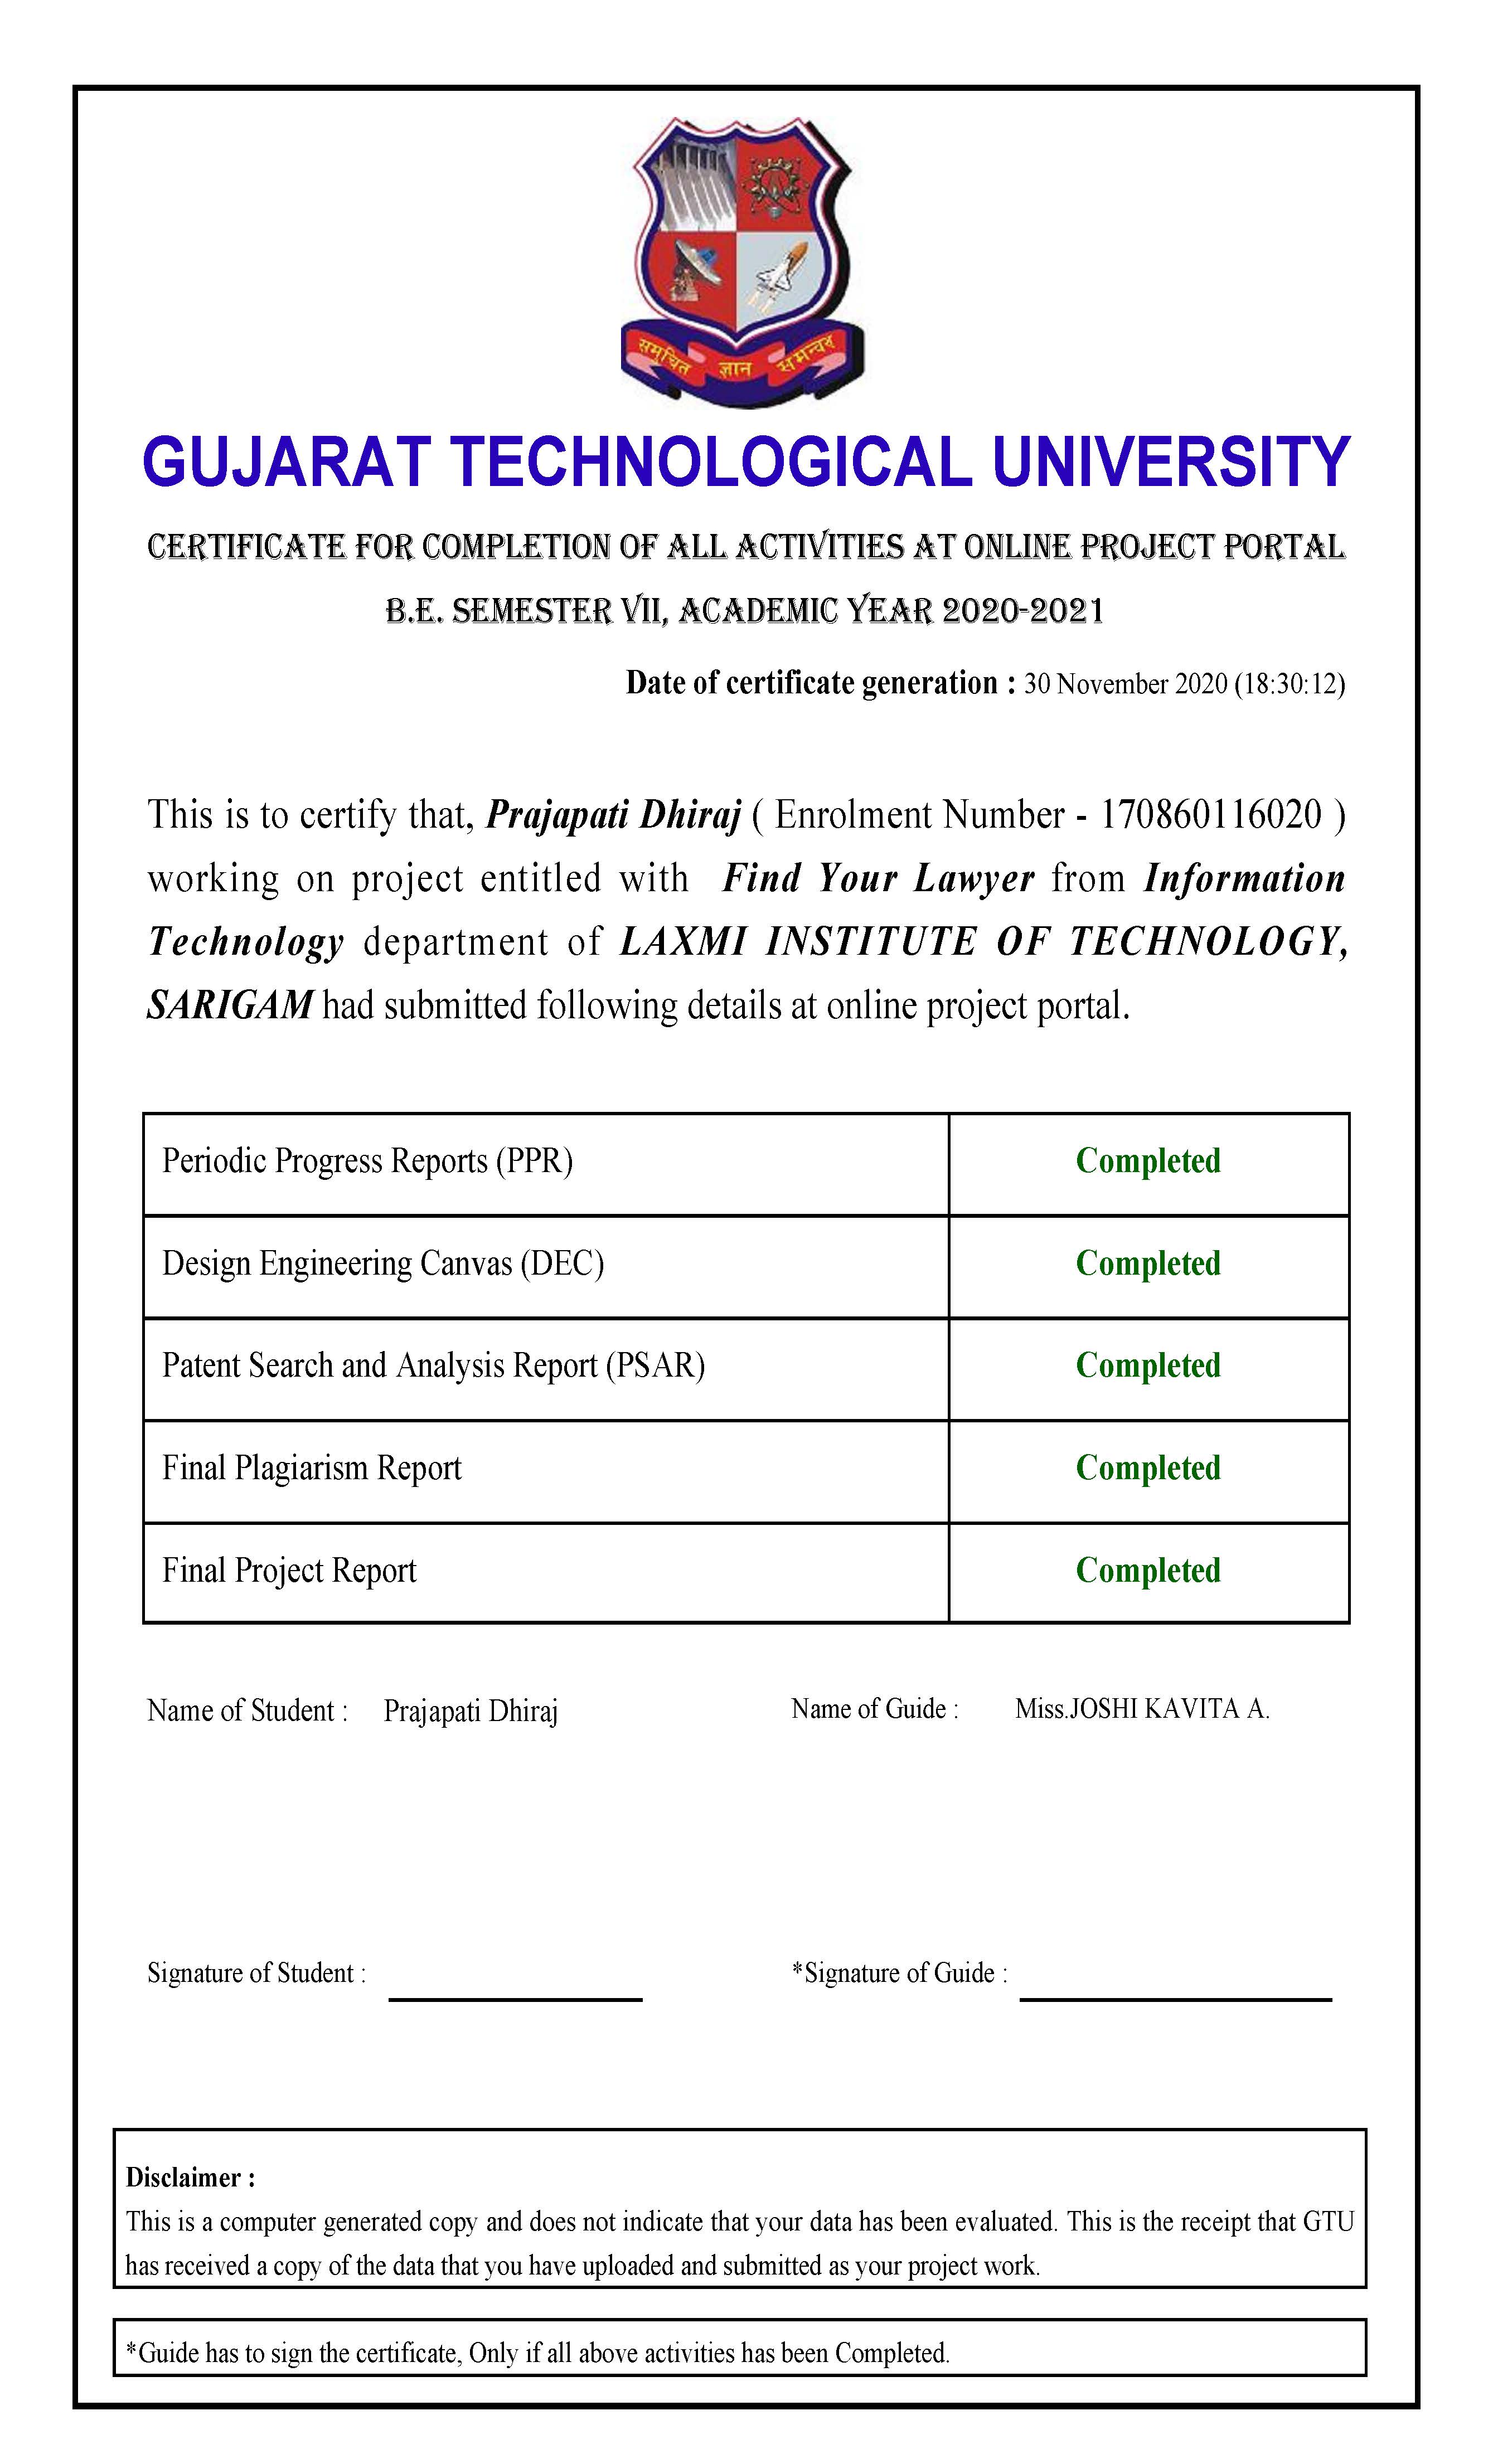 समुचित ज्ञान समन्वय
GUJARAT TECHNOLOGICAL UNIVERSITY
CERTIFICATE FOR COMPLETION OF ALL ACTIVITIES AT ONLINE PROJECT PORTAL
B.E. SEMESTER VII, ACADEMIC YEAR 2020-2021
Date of certificate generation : 30 November 2020 (18:30:12)
This is to certify that, Prajapati Dhiraj ( Enrolment Number - 170860116020 )
working on project entitled with Find Your Lawyer from Information
Technology department of LAXMI INSTITUTE OF TECHNOLOGY,
SARIGAM had submitted following details at online project portal.
Periodic Progress Reports (PPR) Completed
Design Engineering Canvas (DEC) Completed
Patent Search and Analysis Report (PSAR) Completed
Final Plagiarism Report Completed
Final Project Report Completed
Name of Student : Prajapati Dhiraj Name of Guide : Miss.JOSHI KAVITA A.
Signature of Student : *Signature of Guide :
Disclaimer :
This is a computer generated copy and does not indicate that your data has been evaluated. This is the receipt that GTU
has received a copy of the data that you have uploaded and submitted as your project work.
*Guide has to sign the certificate, Only if all above activities has been Completed.